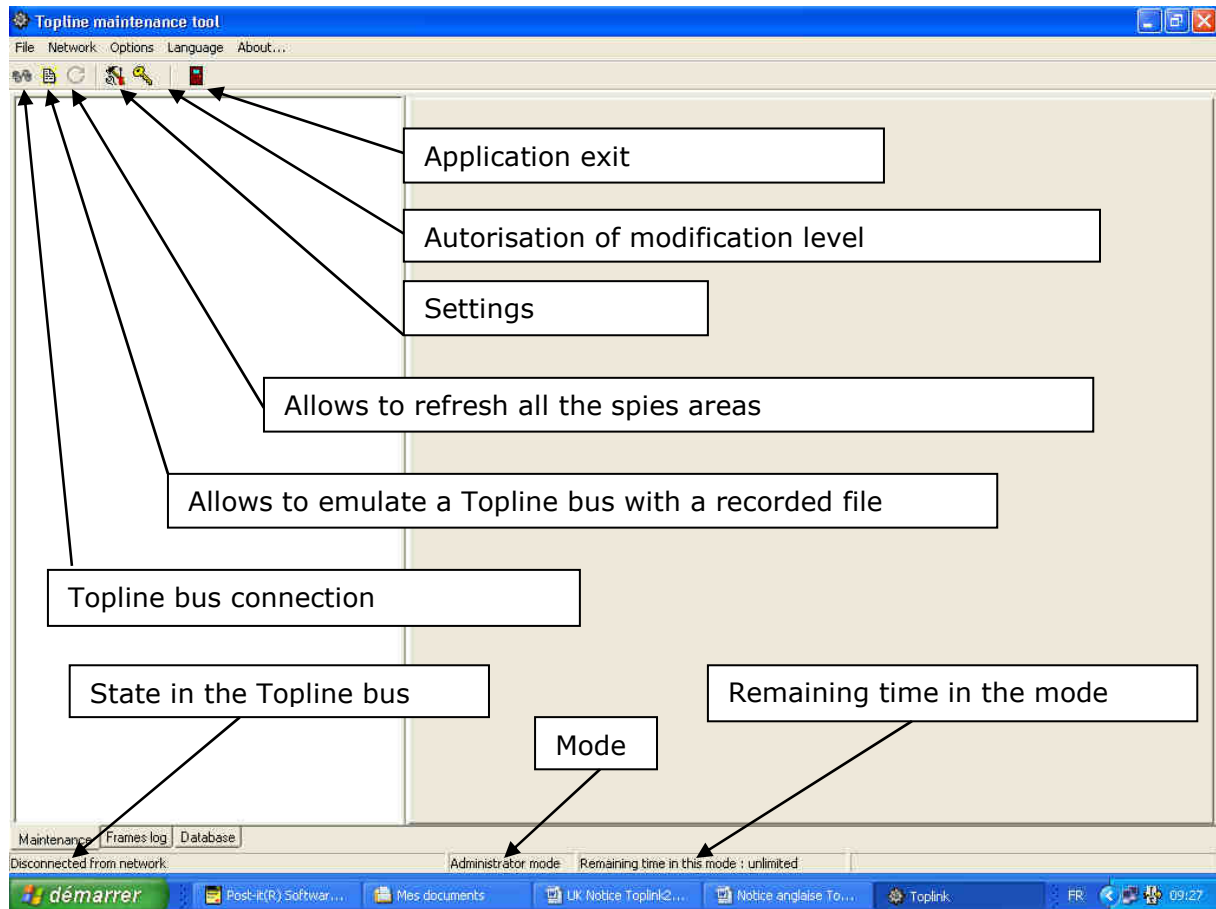 Topline maintenance tool
File Network Options Language About...
Application exit
Autorisation of modification level
Settings
Allows to refresh all the spies areas
Allows to emulate a Topline bus with a recorded file
Topline bus connection
State in the Topline bus
Remaining time in the mode
Mode
Maintenance Frames log Database
Disconnected from network Administrator mode Remaining time in this mode : unlimited
démarrer Post-it(R) Softwar... Mes documents UK Notice Toplink2... Notice anglaise To... Toplink FR 09:27